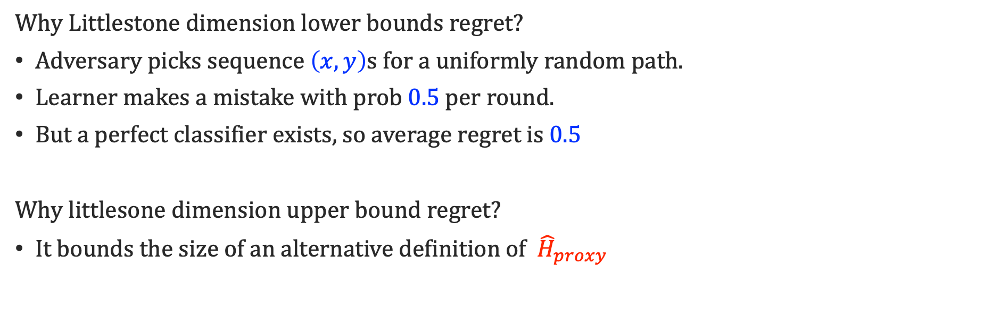 Why Littlestone dimension lower bounds regret?
• Adversary picks sequence (x, y)s for a uniformly random path.
• Learner makes a mistake with prob 0.5 per round.
• But a perfect classifier exists, so average regret is 0.5
Why littlesone dimension upper bound regret?
• It bounds the size of an alternative definition of Ĥ_proxy